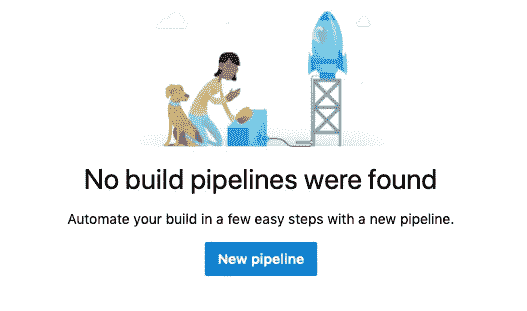 No build pipelines were found
Automate your build in a few easy steps with a new pipeline.
New pipeline